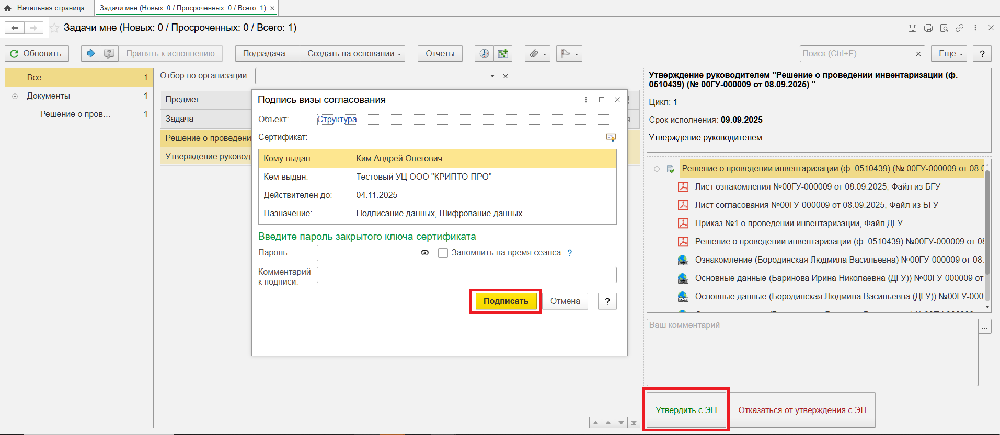 Начальная страница
Задачи мне (Новых: 0 / Просроченных: 0 / Всего: 1)
Задачи мне (Новых: 0 / Просроченных: 0 / Всего: 1)
Обновить
Принять к исполнению
Подзадача...
Создать на основании
Отчеты
Поиск (Ctrl+F)
Еще
?
Все 1
Документы 1
Решение о пров... 1
Отбор по организации:
Предмет
Задача
Решение о проведени
Утверждение руковод
Подпись визы согласования
Объект: Структура
Сертификат:
Кому выдан: Ким Андрей Олегович
Кем выдан: Тестовый УЦ ООО "КРИПТО-ПРО"
Действителен до: 04.11.2025
Назначение: Подписание данных, Шифрование данных
Введите пароль закрытого ключа сертификата
Пароль:
Запомнить на время сеанса ?
Комментарий
к подписи:
Подписать
Отмена
?
Утверждение руководителем "Решение о проведении инвентаризации (ф.
0510439) (№ 00ГУ-000009 от 08.09.2025) "
Цикл: 1
Срок исполнения: 09.09.2025
Утверждение руководителем
Решение о проведении инвентаризации (ф. 0510439) (№ 00ГУ-000009 от 08.0
Лист ознакомления №00ГУ-000009 от 08.09.2025, Файл из БГУ
Лист согласования №00ГУ-000009 от 08.09.2025, Файл из БГУ
Приказ №1 о проведении инвентаризации, Файл ДГУ
Решение о проведении инвентаризации (ф. 0510439) №00ГУ-000009 от 08
Ознакомление (Бородинская Людмила Васильевна) №00ГУ-000009 от 08.
Основные данные (Баринова Ирина Николаевна (ДГУ)) №00ГУ-000009 от
Основные данные (Бородинская Людмила Васильевна (ДГУ)) №00ГУ-000
Ваш комментарий
...
Утвердить с ЭП
Отказаться от утверждения с ЭП